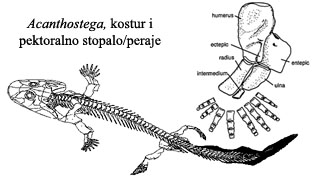 Acanthostega, kostur i
pektoralno stopalo/peraje
humerus
ectepic
radius
entepic
intermedium
ulna